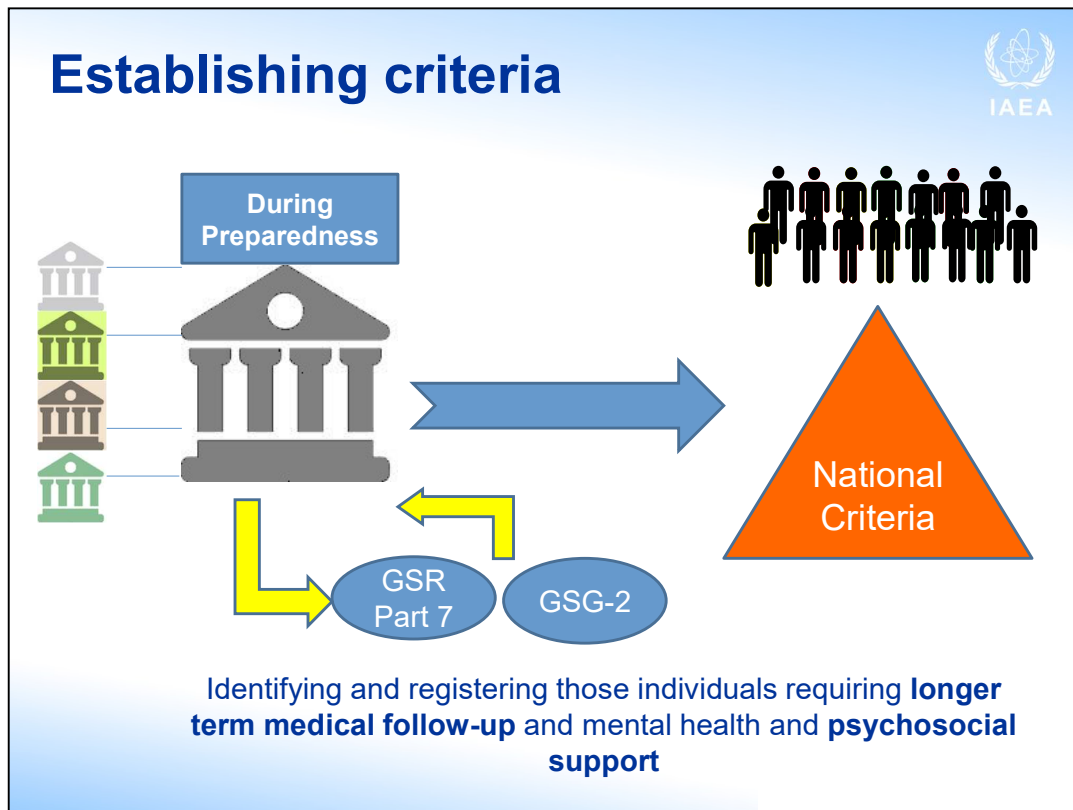 Establishing criteria
IAEA
During
Preparedness
National
Criteria
GSR
Part 7
GSG-2
Identifying and registering those individuals requiring longer
term medical follow-up and mental health and psychosocial
support